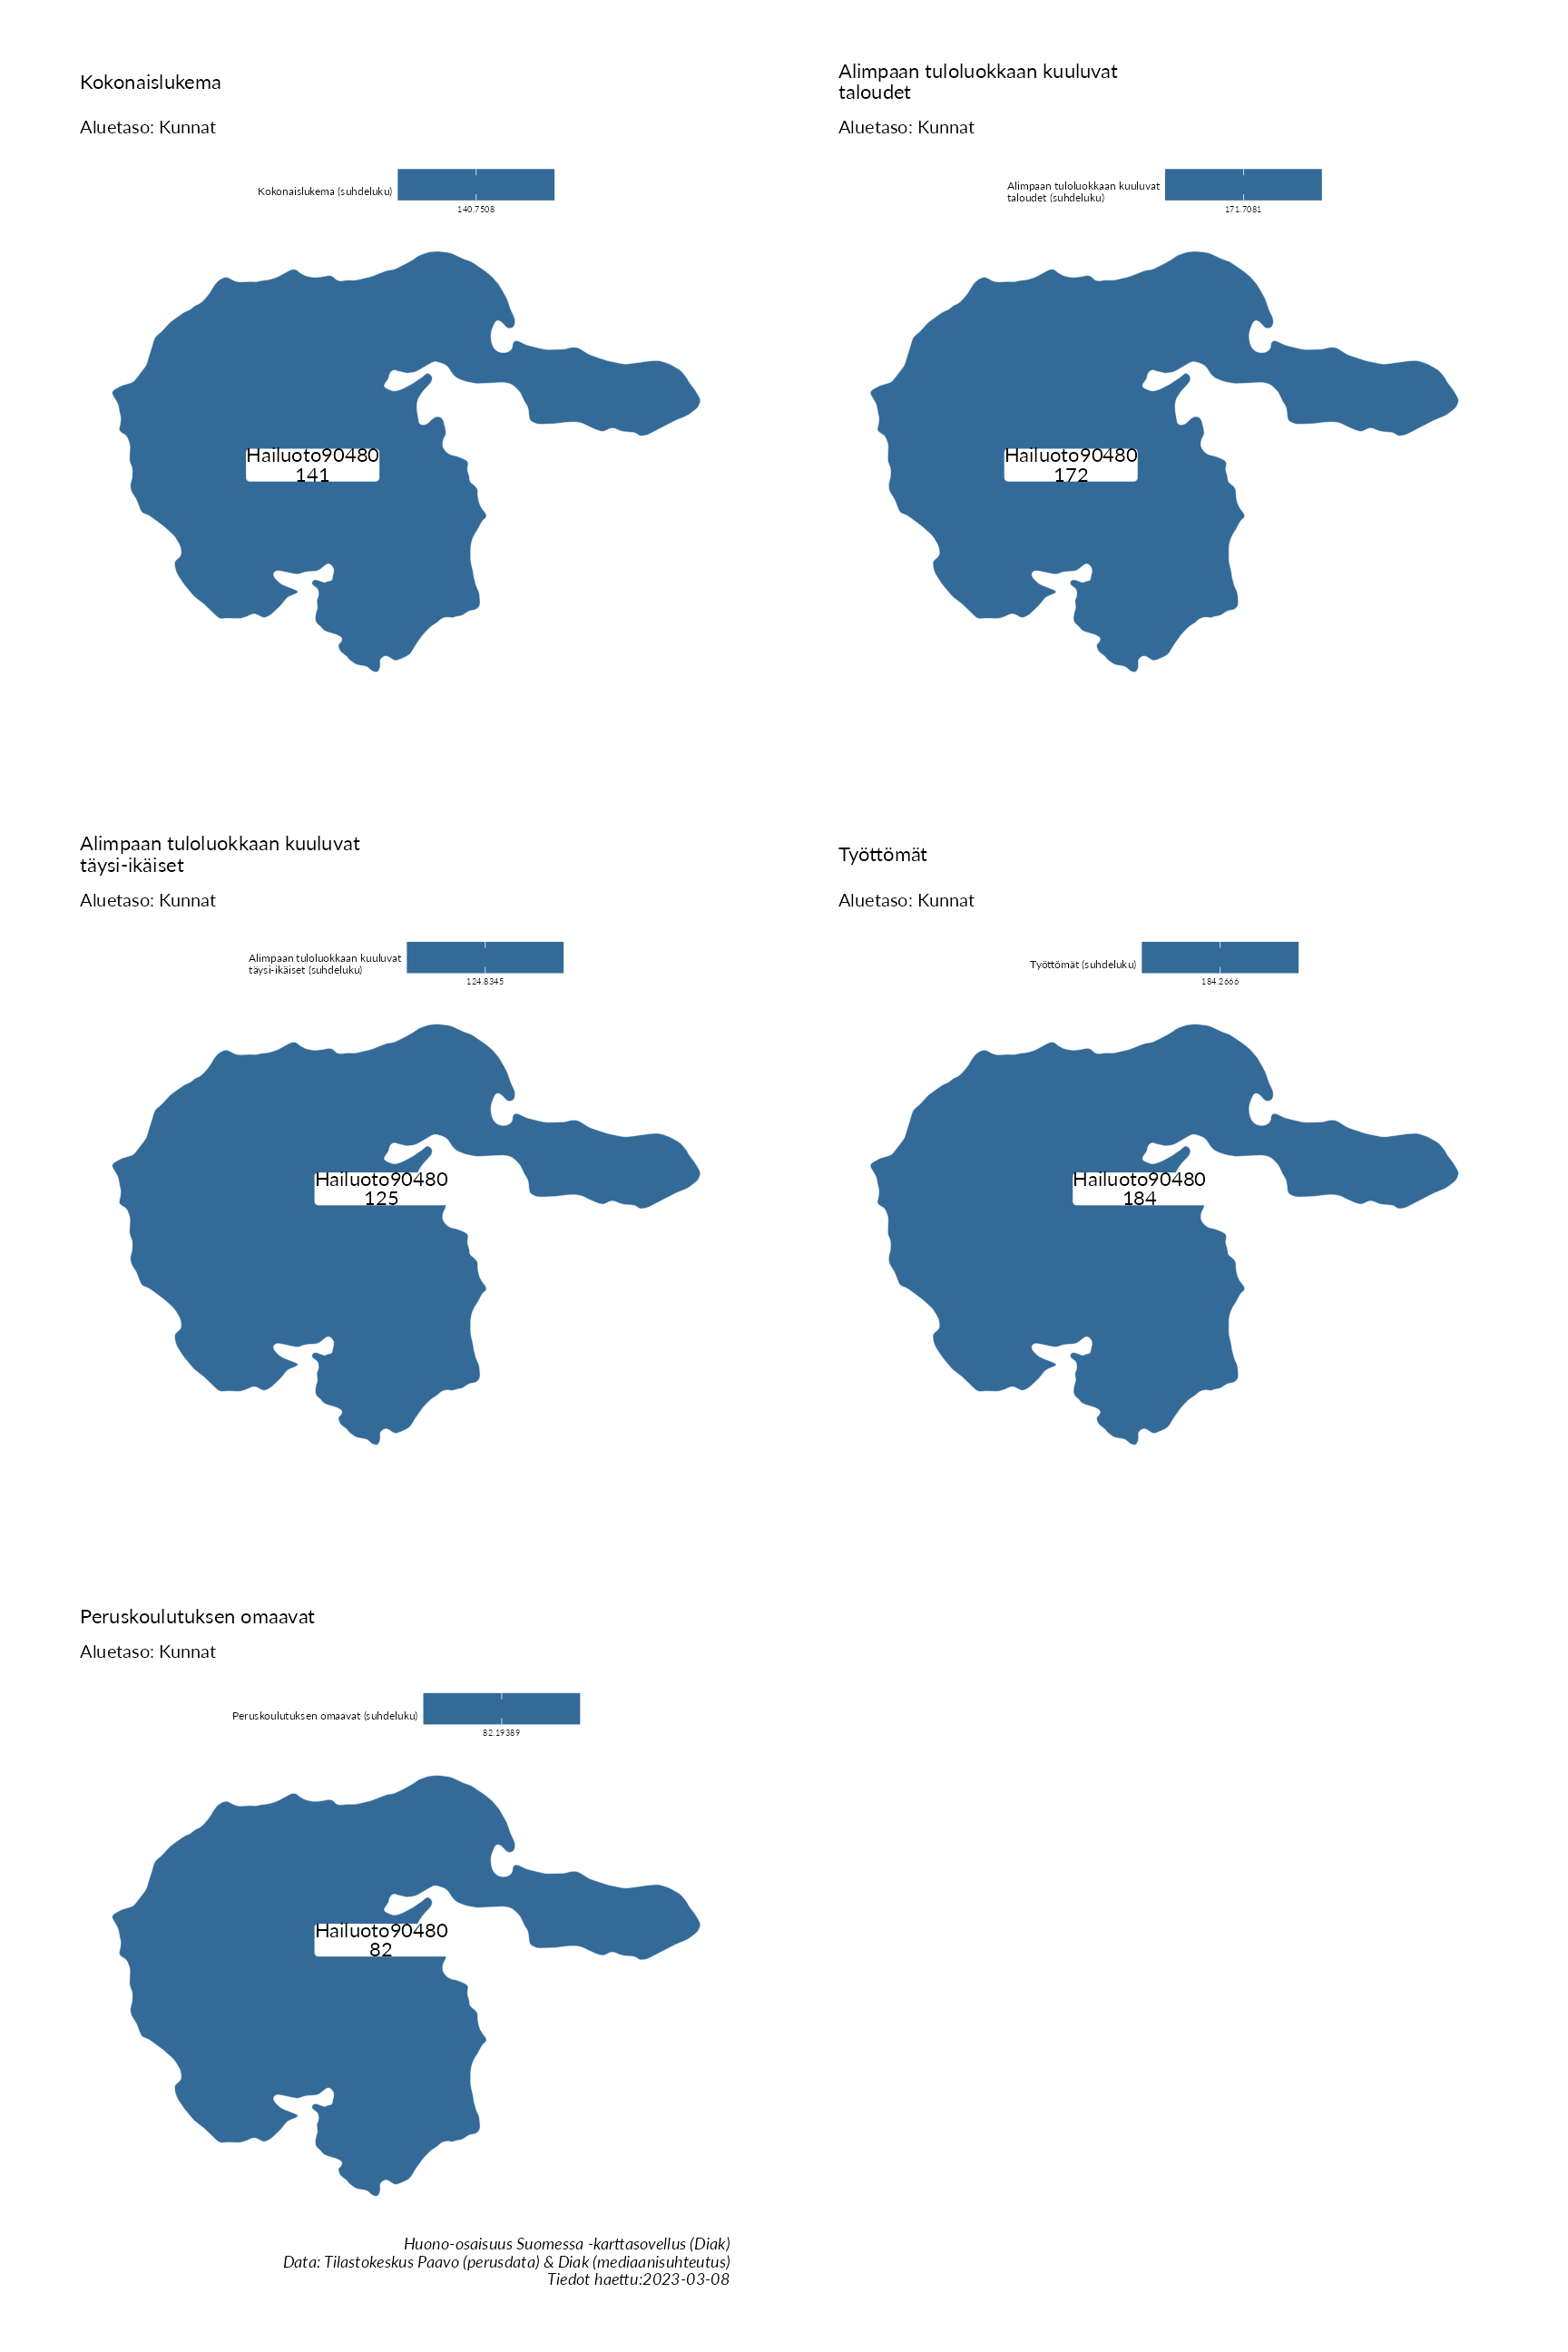 Kokonaislukema
Aluetaso: Kunnat
Kokonaislukema (suhdeluku)
140.7508
Hailuoto90480
141
Alimpaan tuloluokkaan kuuluvat
taloudet
Aluetaso: Kunnat
Alimpaan tuloluokkaan kuuluvat
taloudet (suhdeluku)
171.7081
Hailuoto90480
172
Alimpaan tuloluokkaan kuuluvat
täysi-ikäiset
Aluetaso: Kunnat
Alimpaan tuloluokkaan kuuluvat
täysi-ikäiset (suhdeluku)
124.8345
Hailuoto90480
125
Työttömät
Aluetaso: Kunnat
Työttömät (suhdeluku)
184.2666
Hailuoto90480
184
Peruskoulutuksen omaavat
Aluetaso: Kunnat
Peruskoulutuksen omaavat (suhdeluku)
82.19389
Hailuoto90480
82
Huono-osaisuus Suomessa -karttasovellus (Diak)
Data: Tilastokeskus Paavo (perusdata) & Diak (mediaanisuhteutus)
Tiedot haettu:2023-03-08